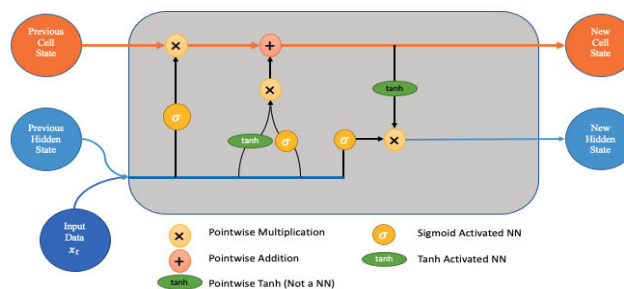 Previous
Cell
State
New
Cell
State
×
+
×
tanh
Previous
Hidden
State
σ
tanh
σ
σ
×
New
Hidden
State
Input
Data
xₜ
× Pointwise Multiplication
σ Sigmoid Activated NN
+ Pointwise Addition
tanh Tanh Activated NN
tanh Pointwise Tanh (Not a NN)